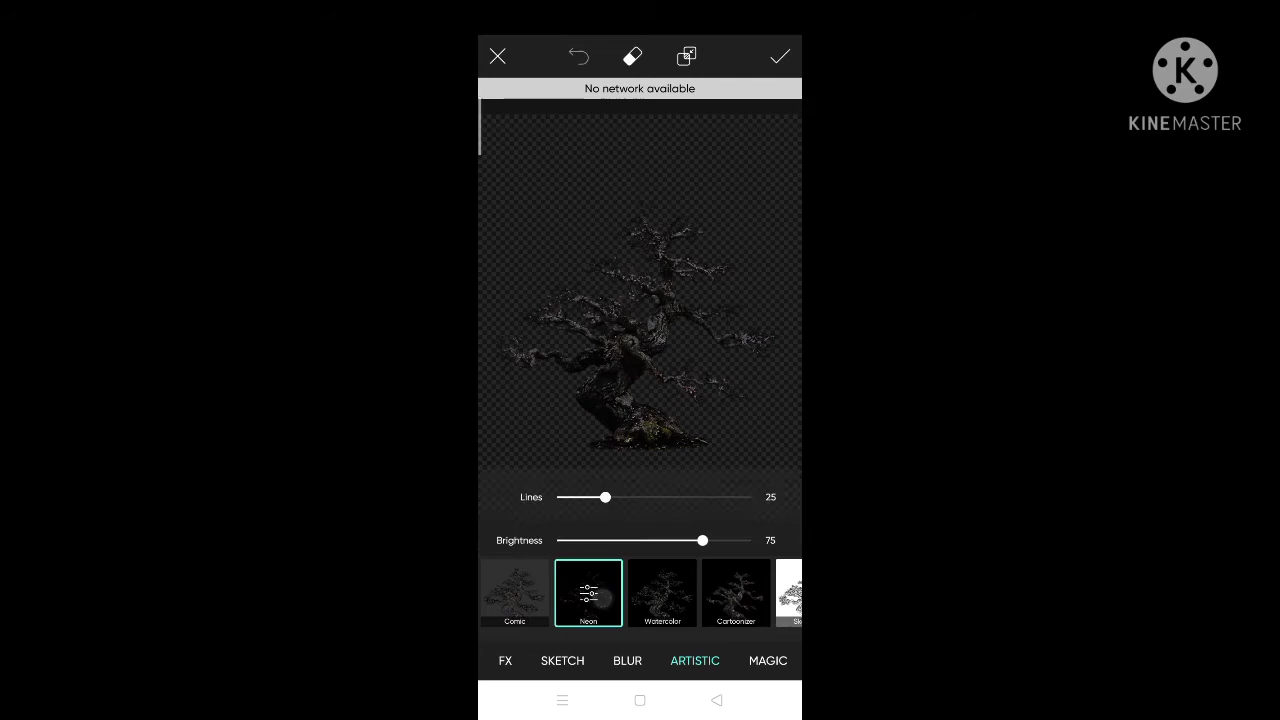 KINEMASTER
No network available
Lines 25
Brightness 75
Comic Neon Watercolor Cartoonizer
FX SKETCH BLUR ARTISTIC MAGIC